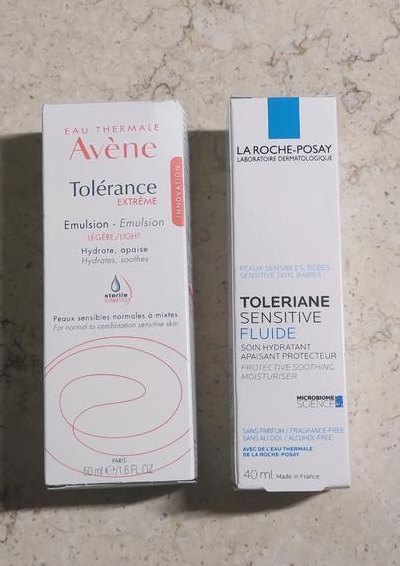 EAU THERMALE
Avène
INNOVATION
Tolérance
EXTRÊME
Emulsion - Emulsion
LÉGÈRE/LIGHT
Hydrate, apaise
Hydrates, soothes
stérile
cosmetics
Peaux sensibles normales à mixtes
For normal to combination sensitive skin
PARIS
50 ml ℮/1.6 FL.OZ
LA ROCHE-POSAY
LABORATOIRE DERMATOLOGIQUE
PEAUX SENSIBLES, BÉBÉS
SENSITIVE SKIN, BABIES
TOLERIANE
SENSITIVE
FLUIDE
SOIN HYDRATANT
APAISANT PROTECTEUR
PROTECTIVE SOOTHING
MOISTURISER
MICROBIOME
SCIENCE
SANS PARFUM / FRAGRANCE-FREE
SANS ALCOOL / ALCOHOL-FREE
AVEC DE L'EAU THERMALE
DE LA ROCHE-POSAY
40 ml Made in France